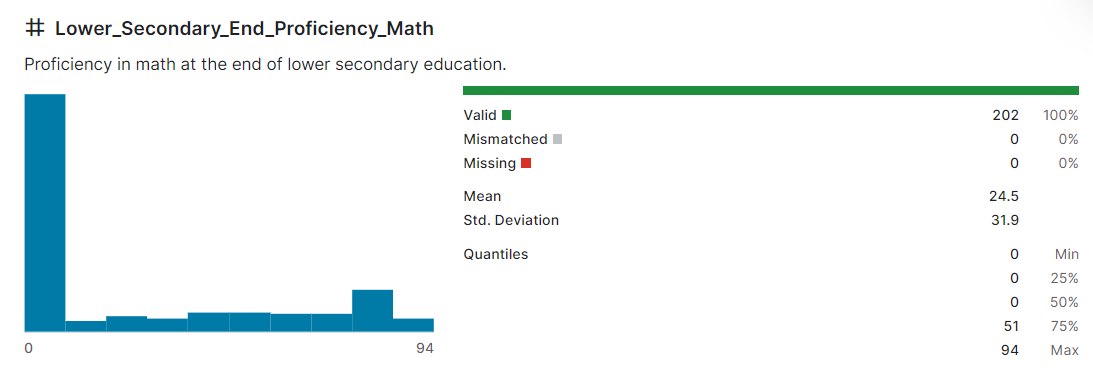 # Lower_Secondary_End_Proficiency_Math
Proficiency in math at the end of lower secondary education.
0 94
Valid 202 100%
Mismatched 0 0%
Missing 0 0%
Mean 24.5
Std. Deviation 31.9
Quantiles 0 Min
0 25%
0 50%
51 75%
94 Max